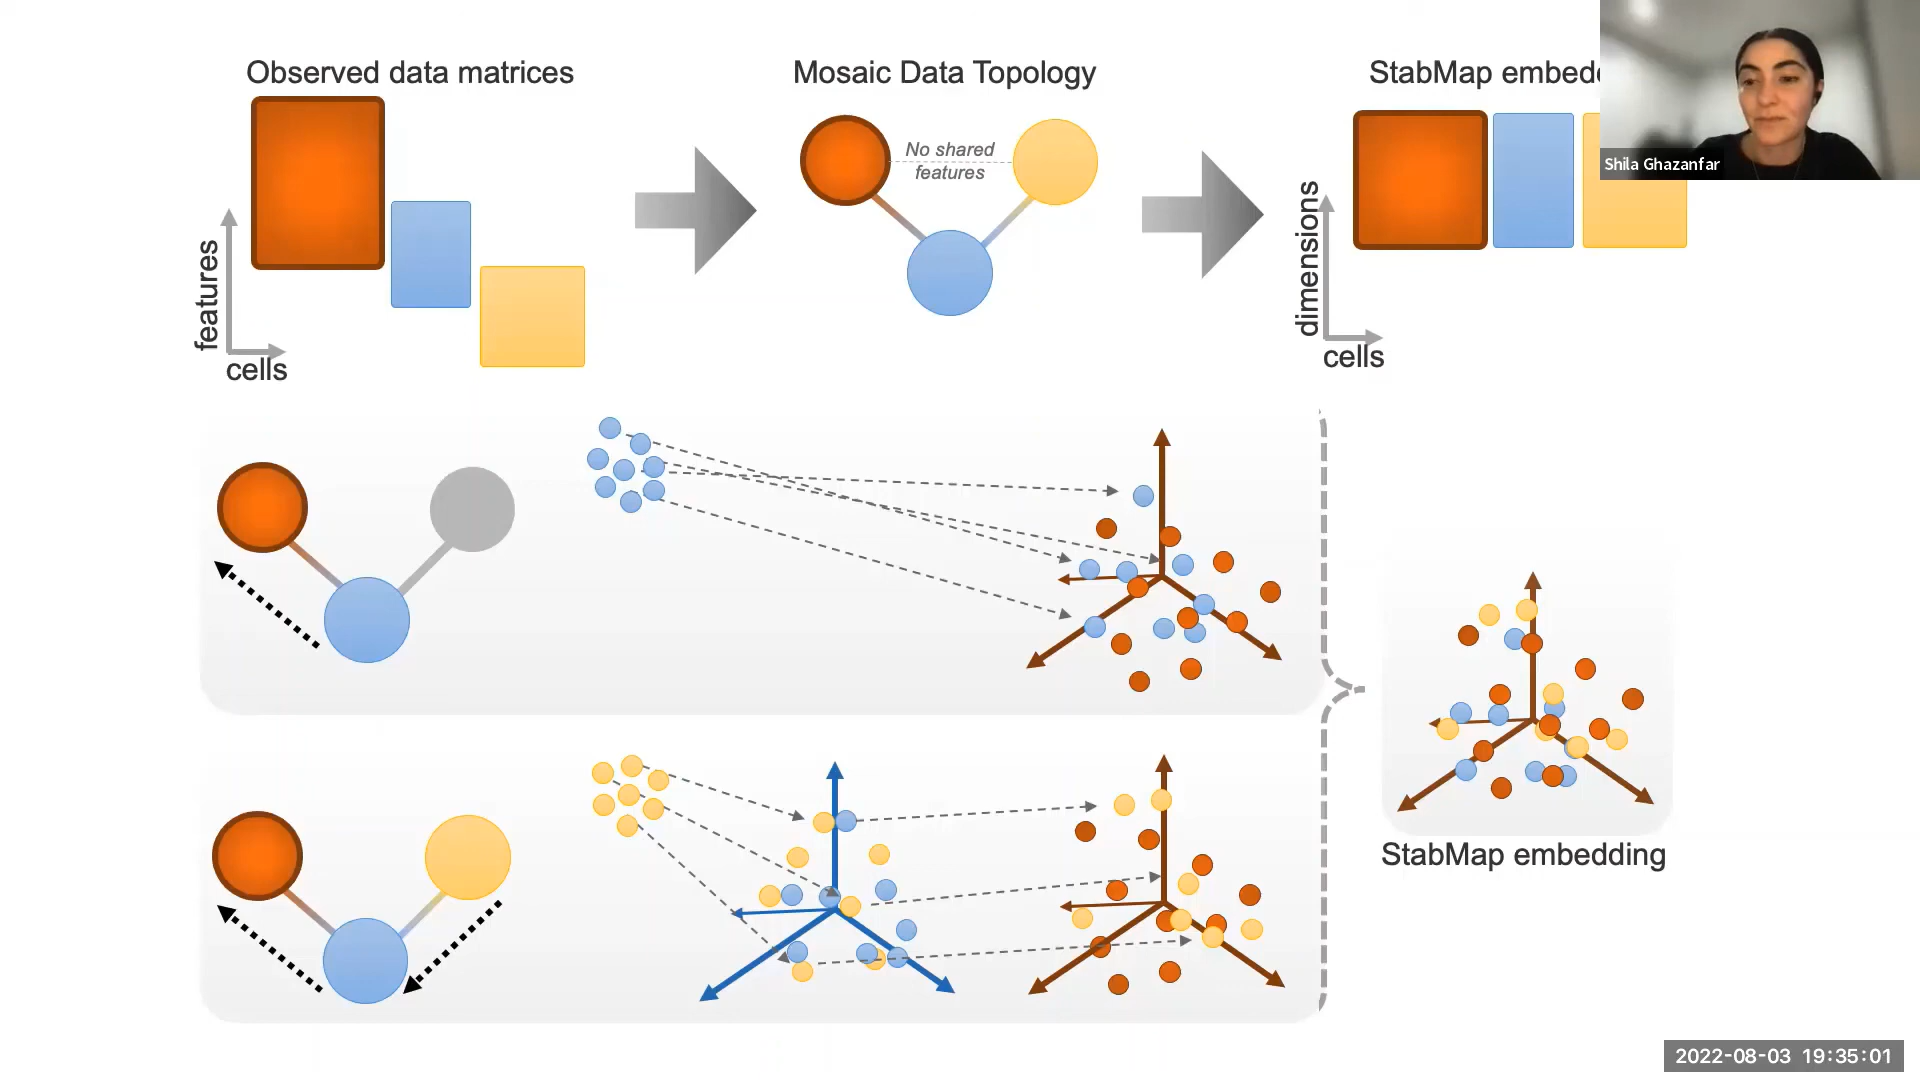 Observed data matrices
Mosaic Data Topology
StabMap embed
Shila Ghazanfar
No shared
features
features
cells
dimensions
cells
StabMap embedding
2022-08-03 19:35:01